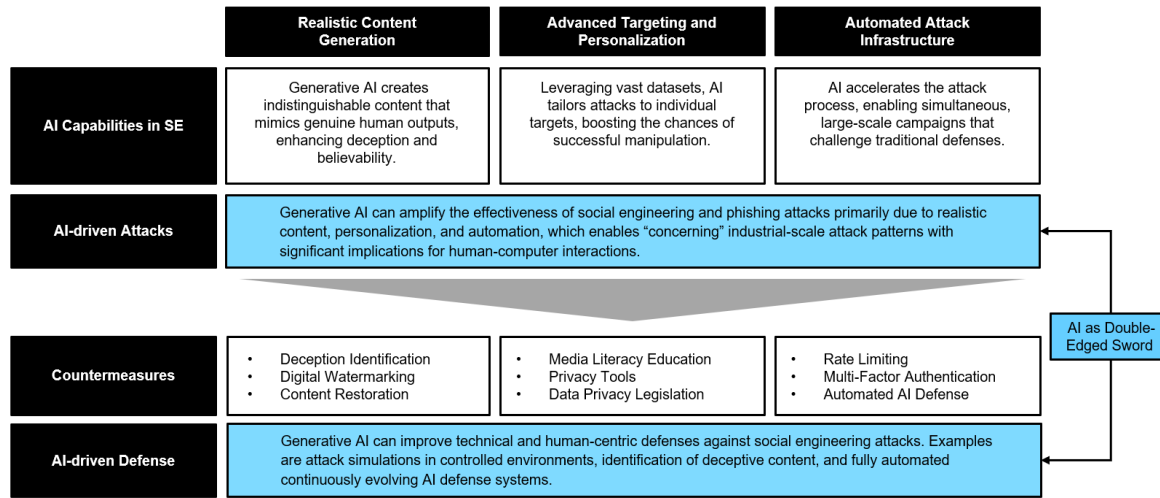 Realistic Content
Generation
Advanced Targeting and
Personalization
Automated Attack
Infrastructure
AI Capabilities in SE
Generative AI creates
indistinguishable content that
mimics genuine human outputs,
enhancing deception and
believability.
Leveraging vast datasets, AI
tailors attacks to individual
targets, boosting the chances of
successful manipulation.
AI accelerates the attack
process, enabling simultaneous,
large-scale campaigns that
challenge traditional defenses.
AI-driven Attacks
Generative AI can amplify the effectiveness of social engineering and phishing attacks primarily due to realistic
content, personalization, and automation, which enables “concerning” industrial-scale attack patterns with
significant implications for human-computer interactions.
AI as Double-
Edged Sword
Countermeasures
• Deception Identification
• Digital Watermarking
• Content Restoration
• Media Literacy Education
• Privacy Tools
• Data Privacy Legislation
• Rate Limiting
• Multi-Factor Authentication
• Automated AI Defense
AI-driven Defense
Generative AI can improve technical and human-centric defenses against social engineering attacks. Examples
are attack simulations in controlled environments, identification of deceptive content, and fully automated
continuously evolving AI defense systems.